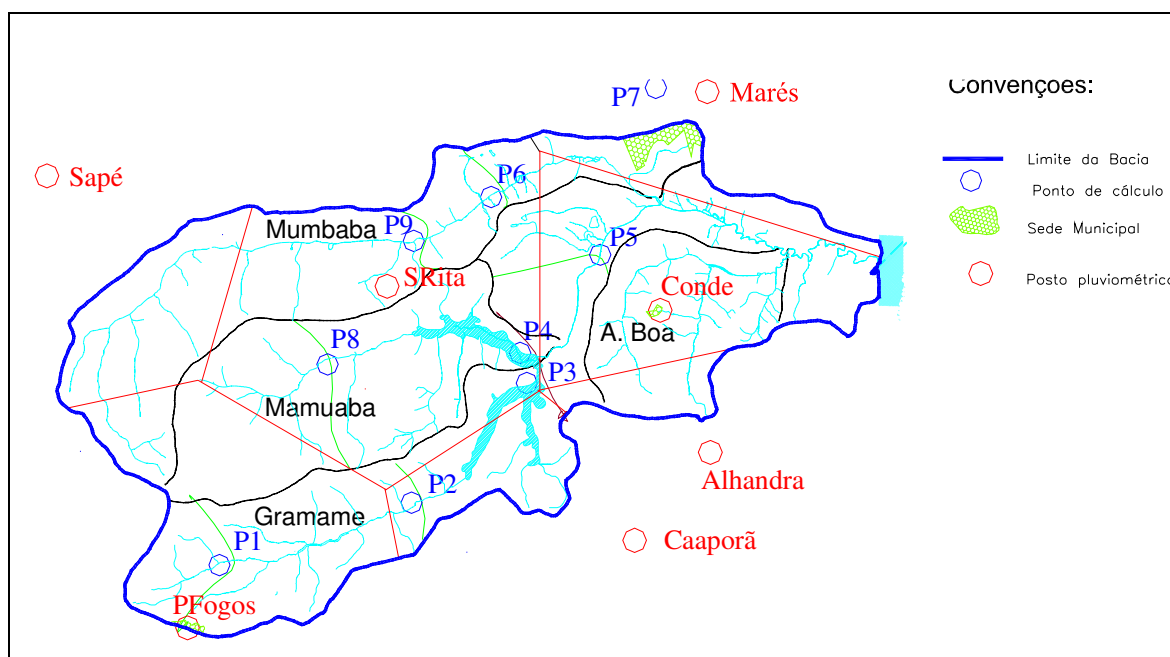 Convenções:
P7
Marés
Limite da Bacia
Sapé
P6
Ponto de cálculo
Mumbaba
P9
Sede Municipal
P5
SRita
Conde
Posto pluviométrico
A. Boa
P4
P8
P3
Mamuaba
Alhandra
P2
Gramame
Caaporã
P1
PFogos